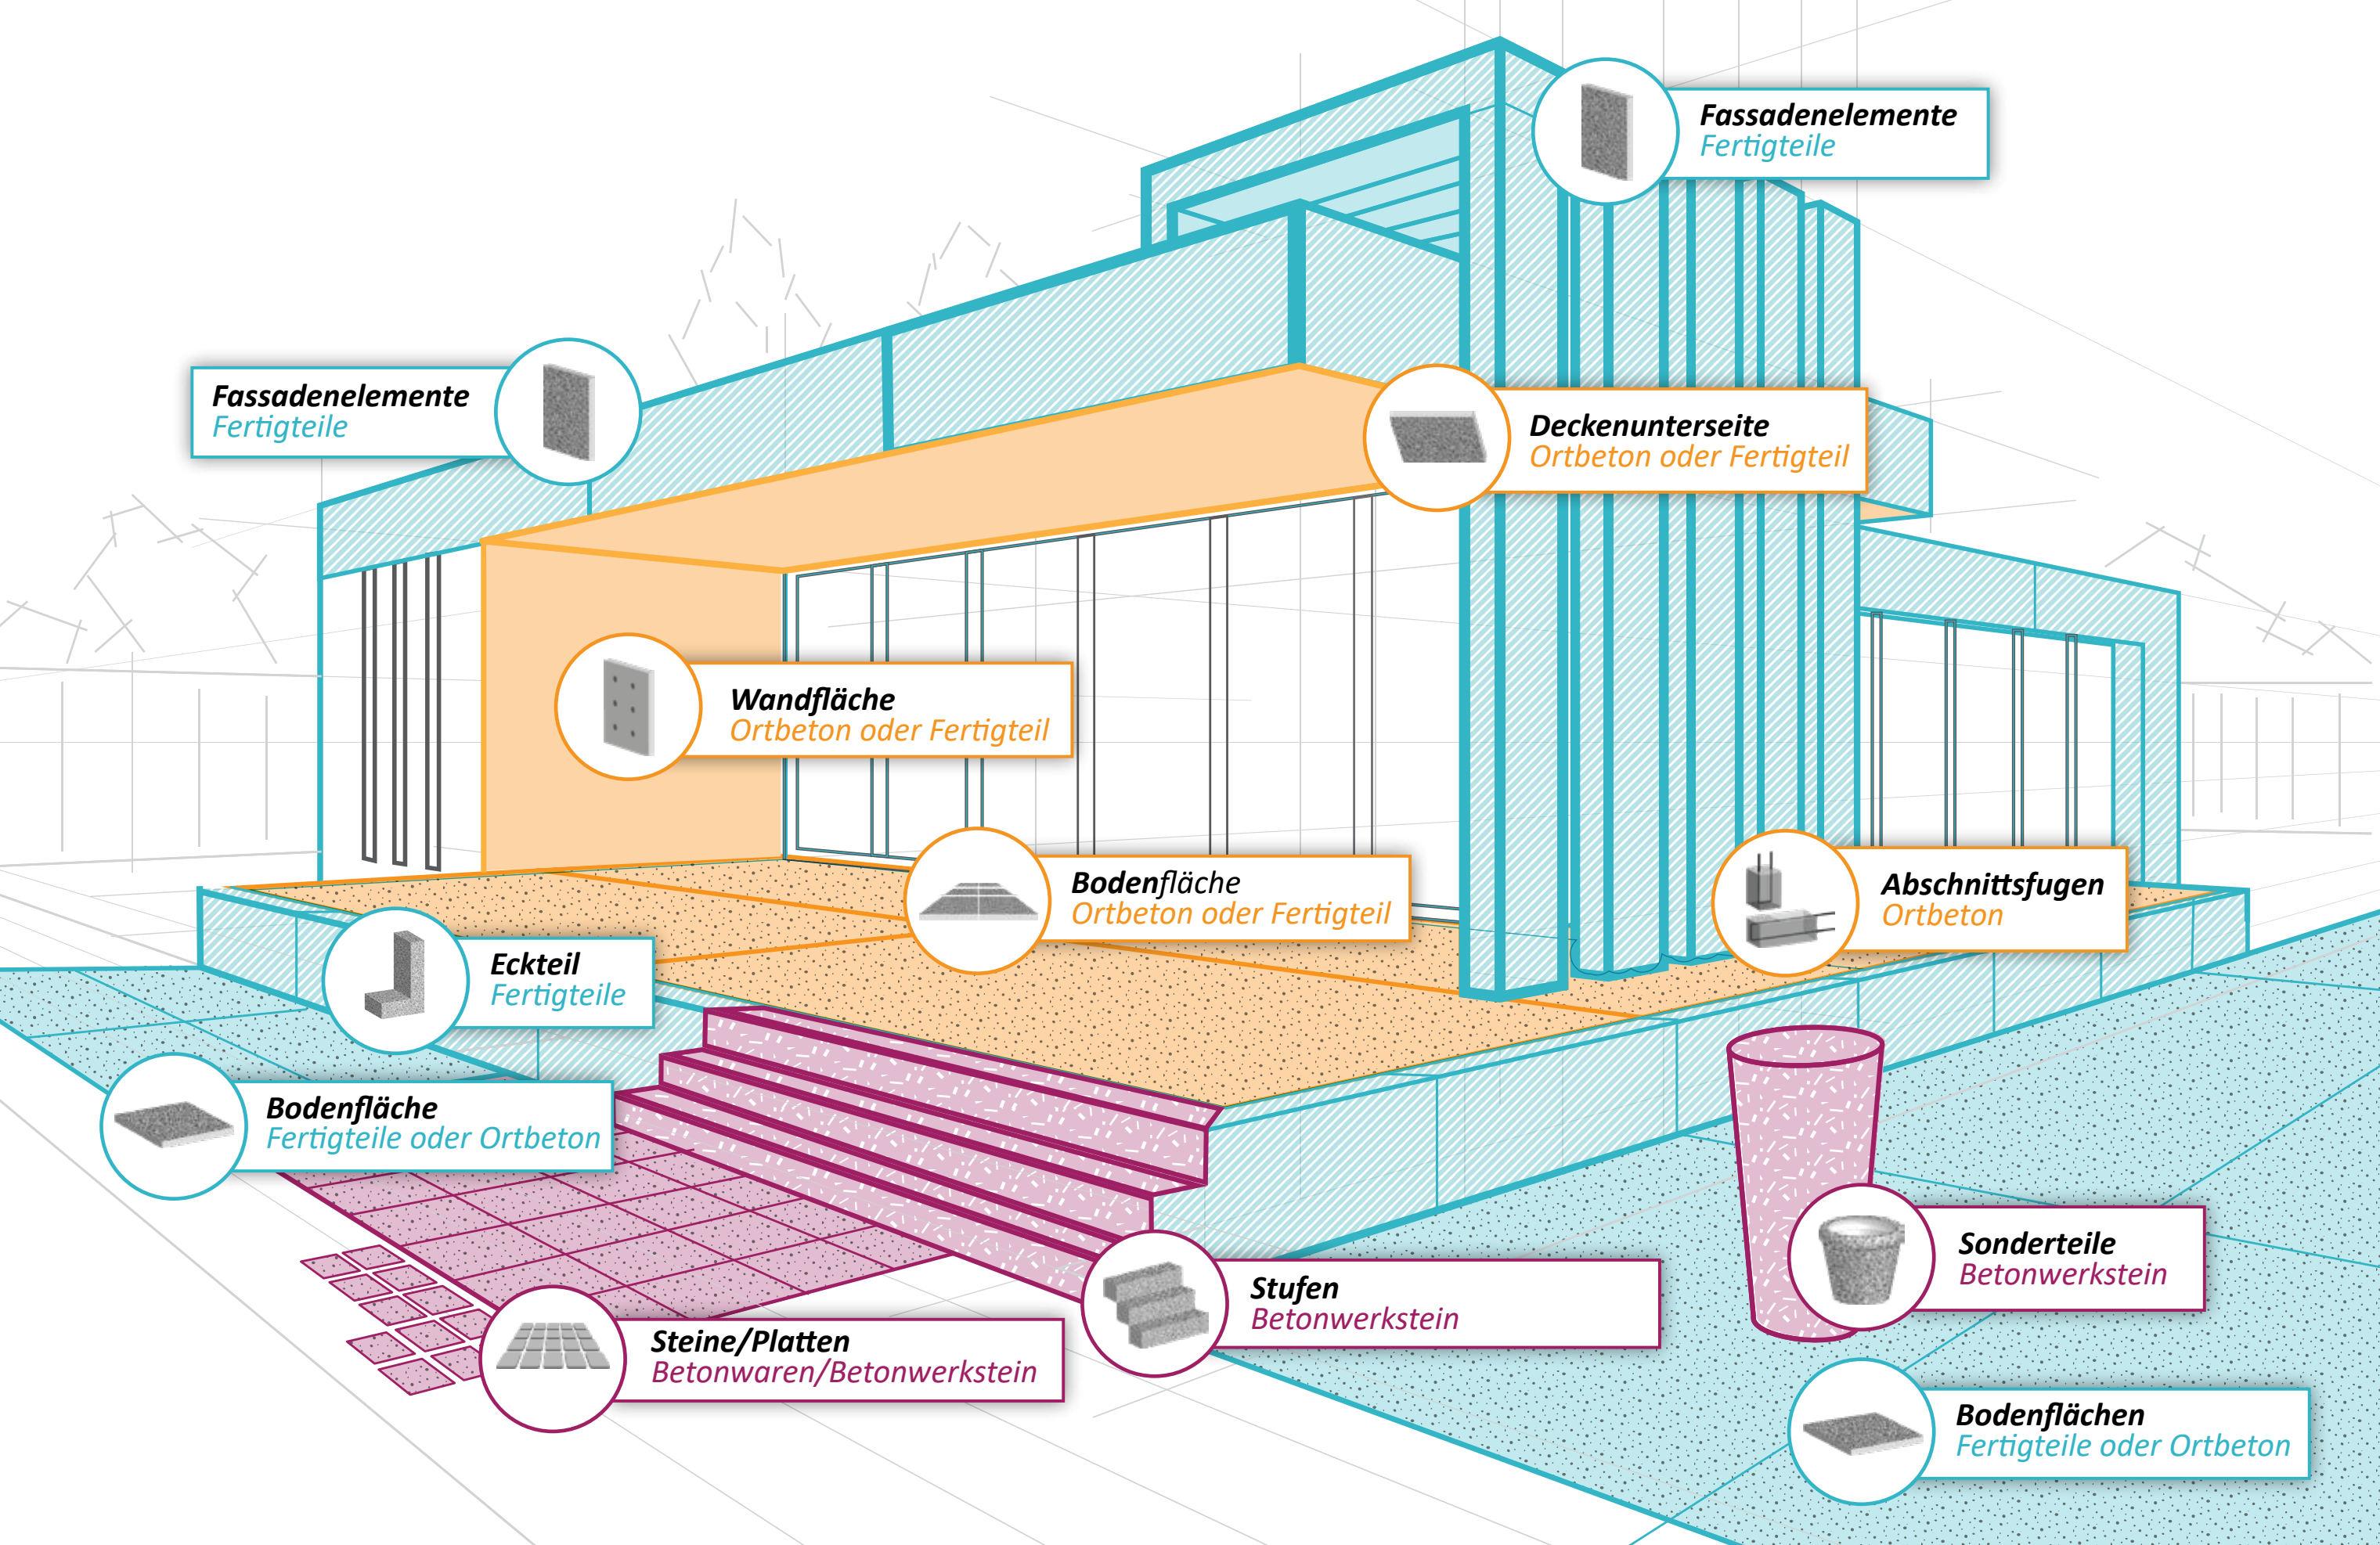 Fassadenelemente
Fertigteile
Fassadenelemente
Fertigteile
Deckenunterseite
Ortbeton oder Fertigteil
Wandfläche
Ortbeton oder Fertigteil
Bodenfläche
Ortbeton oder Fertigteil
Abschnittsfugen
Ortbeton
Eckteil
Fertigteile
Bodenfläche
Fertigteile oder Ortbeton
Sonderteile
Betonwerkstein
Stufen
Betonwerkstein
Steine/Platten
Betonwaren/Betonwerkstein
Bodenflächen
Fertigteile oder Ortbeton